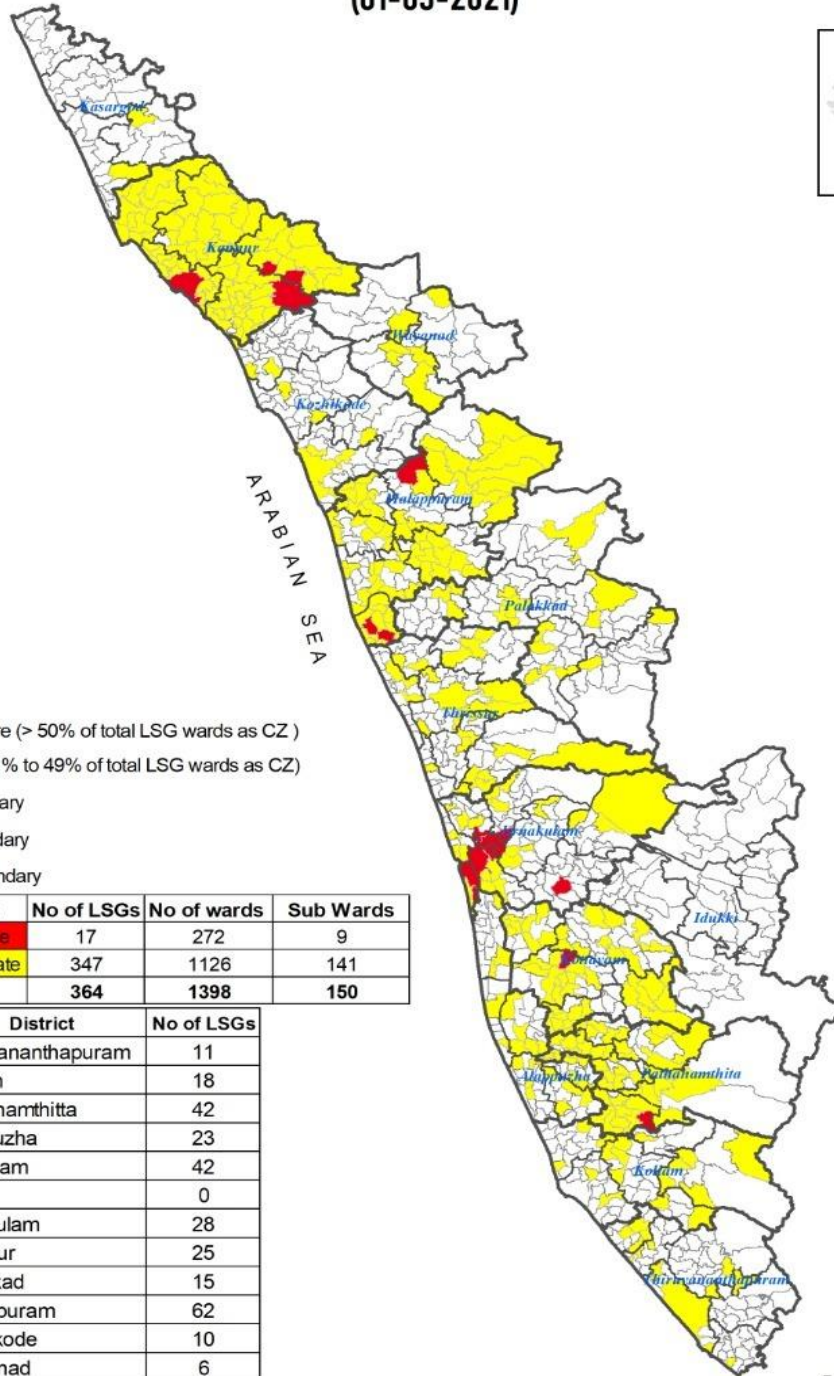 (01-05-2021)
Kasargod
Kannur
Wayanad
Kozhikode
Malappuram
ARABIAN SEA
Palakkad
Thrissur
re (> 50% of total LSG wards as CZ )
% to 49% of total LSG wards as CZ)
ary
dary
ndary
Ernakulam
Idukki
No of LSGs No of wards Sub Wards
e 17 272 9
ate 347 1126 141
364 1398 150
Kottayam
District No of LSGs
ananthapuram 11
n 18
namthitta 42
uzha 23
am 42
0
ulam 28
ur 25
kad 15
puram 62
kode 10
nad 6
Alappuzha
Pathanamthita
Kollam
Thiruvananthapuram